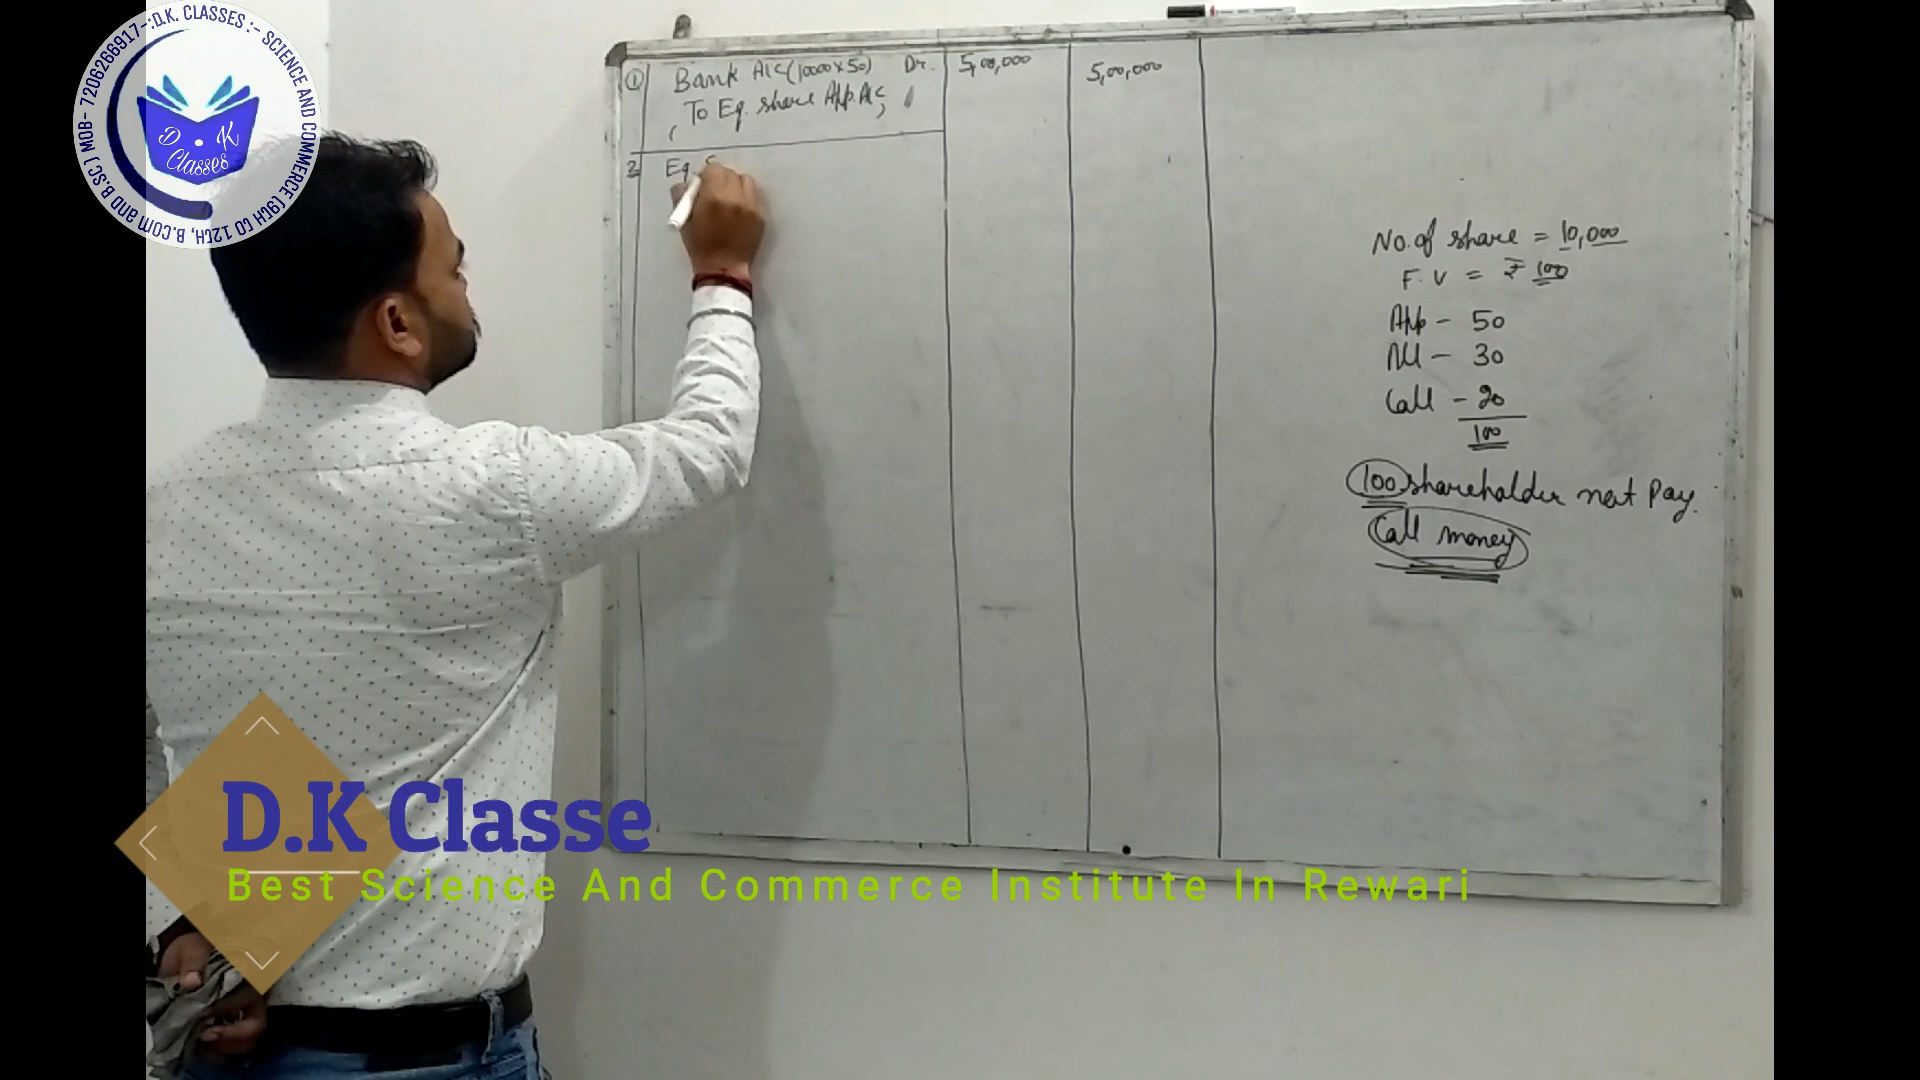 :D.K. CLASSES :- SCIENCE AND COMMERCE (9TH TO 12TH, B.COM and B.SC.) MOB- 7206266917-
D . K
Classes
① Bank A/C (10000×50) Dr. 5,00,000
To Eq. share App. A/C 5,00,000
2 Eq. S
No. of share = 10,000
F.V = ₹ 100
App - 50
All - 30
Call - 20
100
100 shareholder not Pay.
Call money
D.K Classe
Best Science And Commerce Institute In Rewari